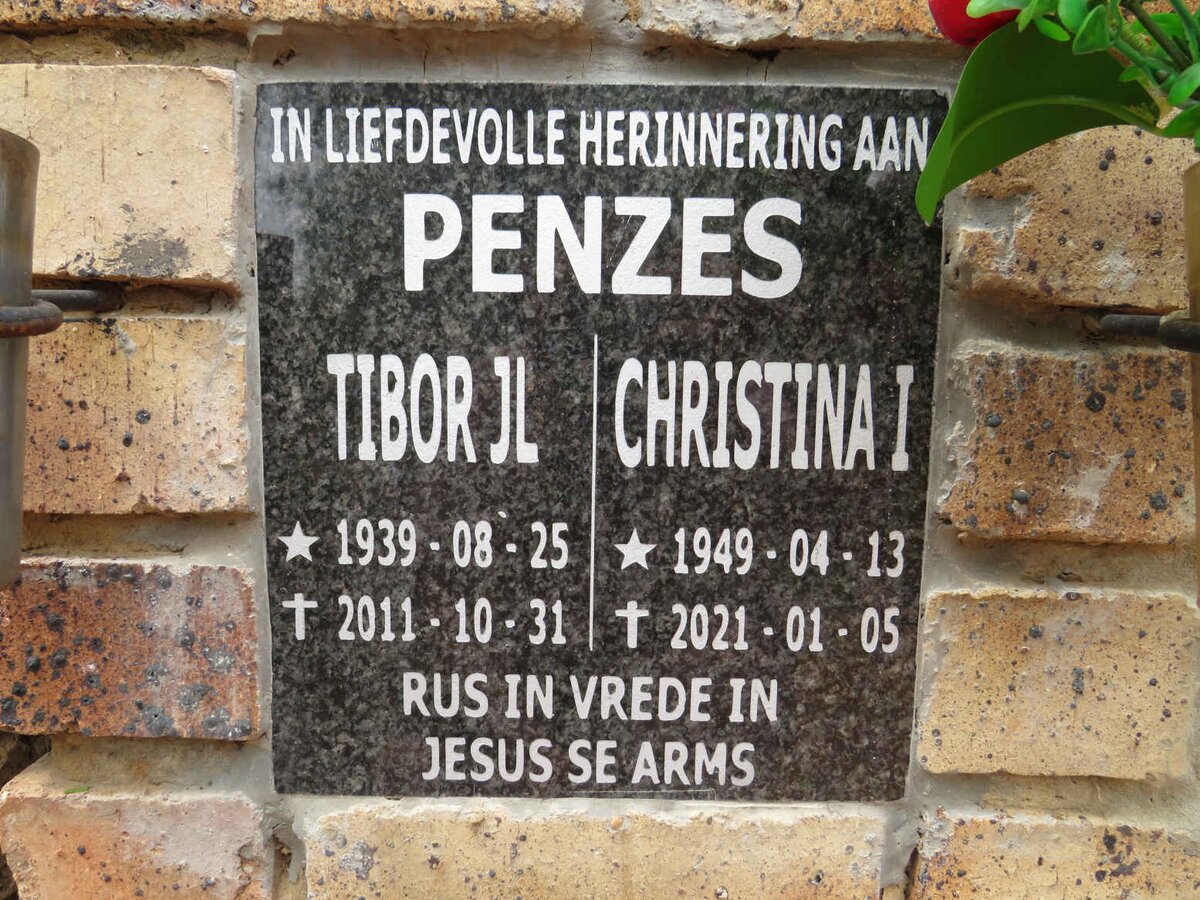 IN LIEFDEVOLLE HERINNERING AAN
PENZES
TIBOR JL
★ 1939 - 08 - 25
✝ 2011 - 10 - 31
CHRISTINA I
★ 1949 - 04 - 13
✝ 2021 - 01 - 05
RUS IN VREDE IN
JESUS SE ARMS